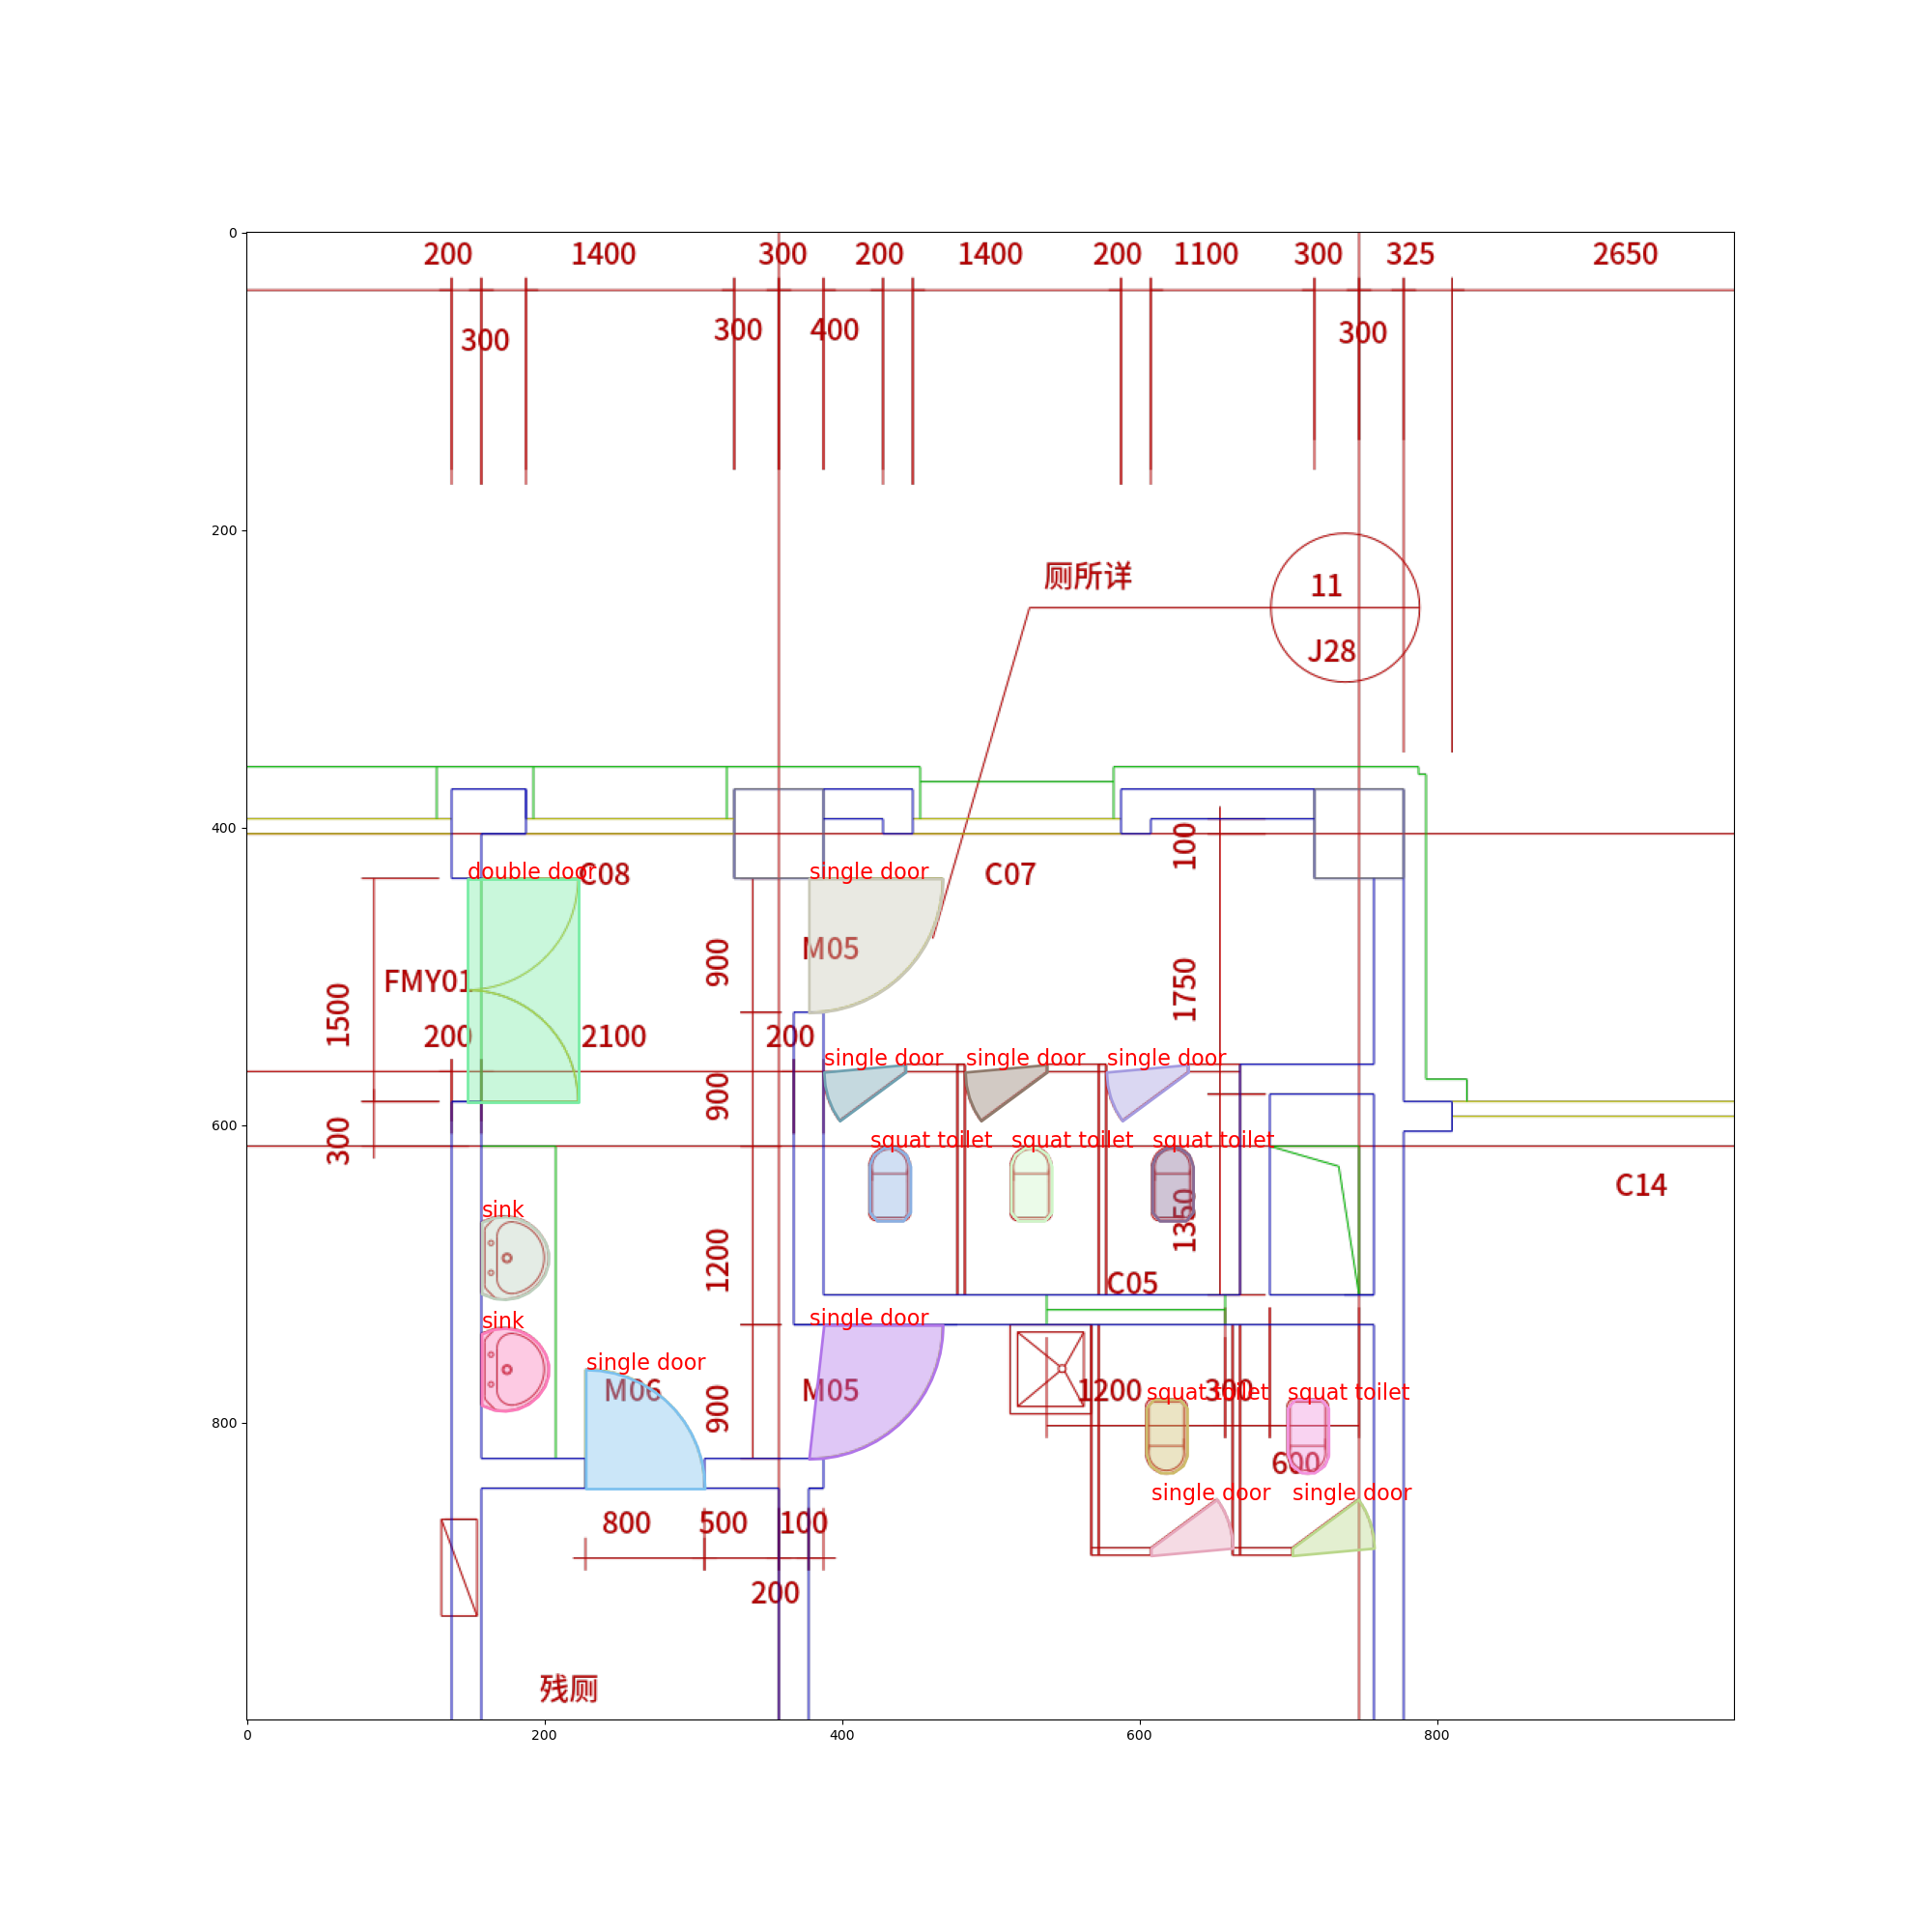 200 1400 300 200 1400 200 1100 300 325 2650
300 300 400 300
厕所详
11
J28
double door C08 single door C07
100
M05
900
FMY01
1750
1500
200 2100 200
single door single door single door
900
300
squat toilet squat toilet squat toilet
C14
sink
1350
1200
C05
sink single door
single door
M06 M05 1200 300
900
squat toilet squat toilet
600
single door single door
800 500 100
200
残厕
0
200
400
600
800
0 200 400 600 800